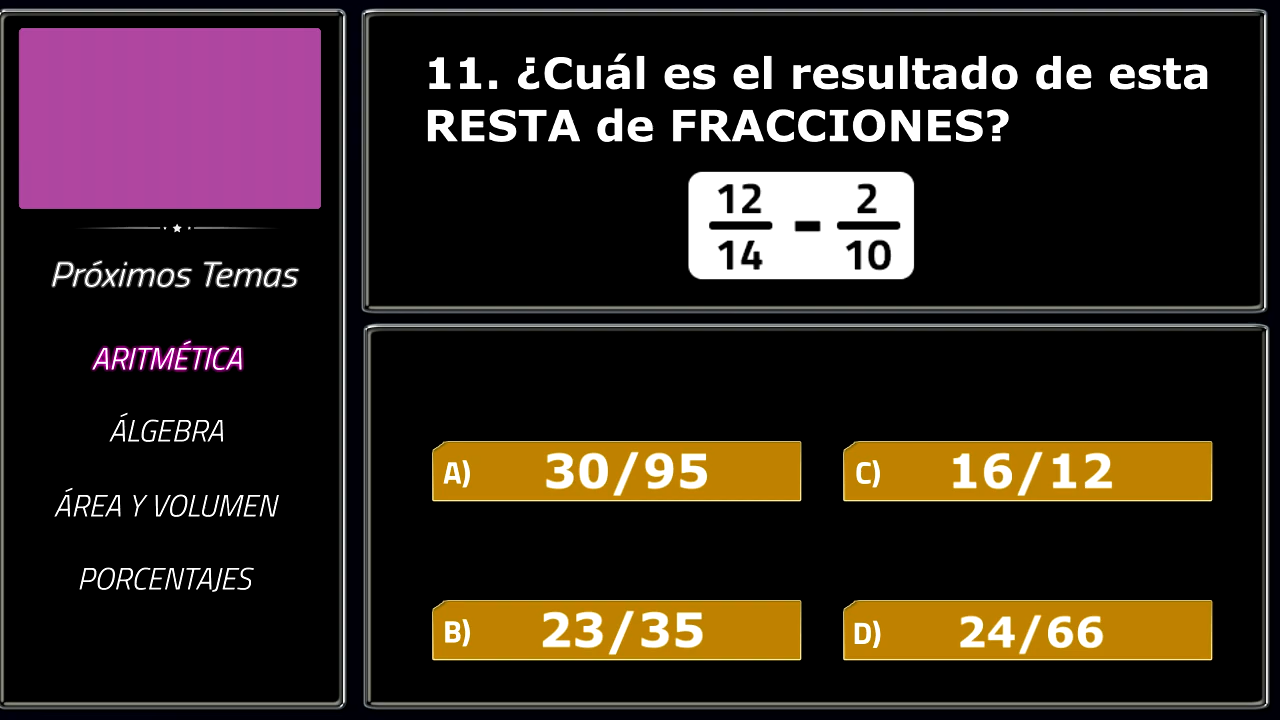 Próximos Temas
ARITMÉTICA
ÁLGEBRA
ÁREA Y VOLUMEN
PORCENTAJES
11. ¿Cuál es el resultado de esta
RESTA de FRACCIONES?
12/14 - 2/10
A) 30/95
C) 16/12
B) 23/35
D) 24/66